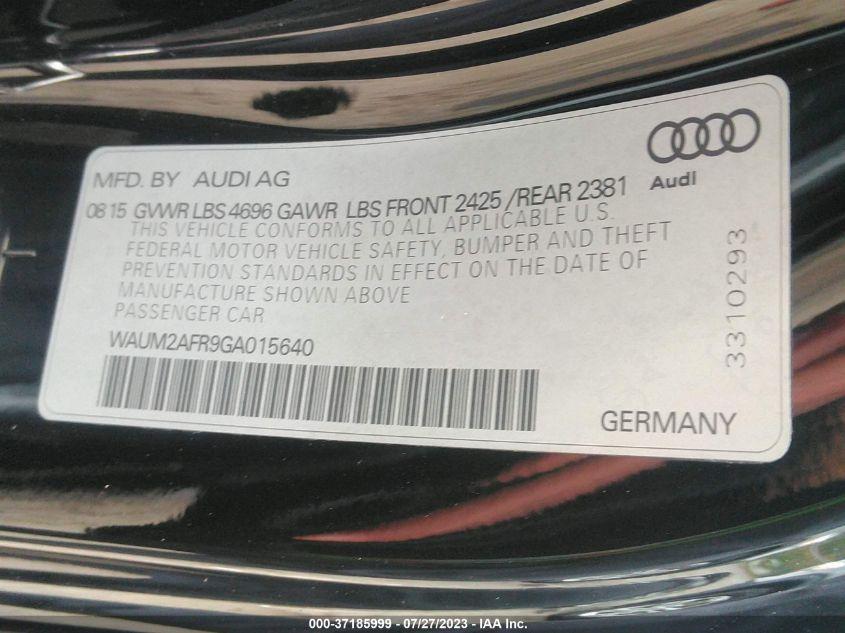 MFD. BY AUDI AG
Audi
08 15 GVWR LBS 4696 GAWR LBS FRONT 2425 /REAR 2381
THIS VEHICLE CONFORMS TO ALL APPLICABLE U.S.
FEDERAL MOTOR VEHICLE SAFETY, BUMPER AND THEFT
PREVENTION STANDARDS IN EFFECT ON THE DATE OF
MANUFACTURE SHOWN ABOVE
PASSENGER CAR
WAUM2AFR9GA015640
3310293
GERMANY
000-37185999 - 07/27/2023 - IAA Inc.